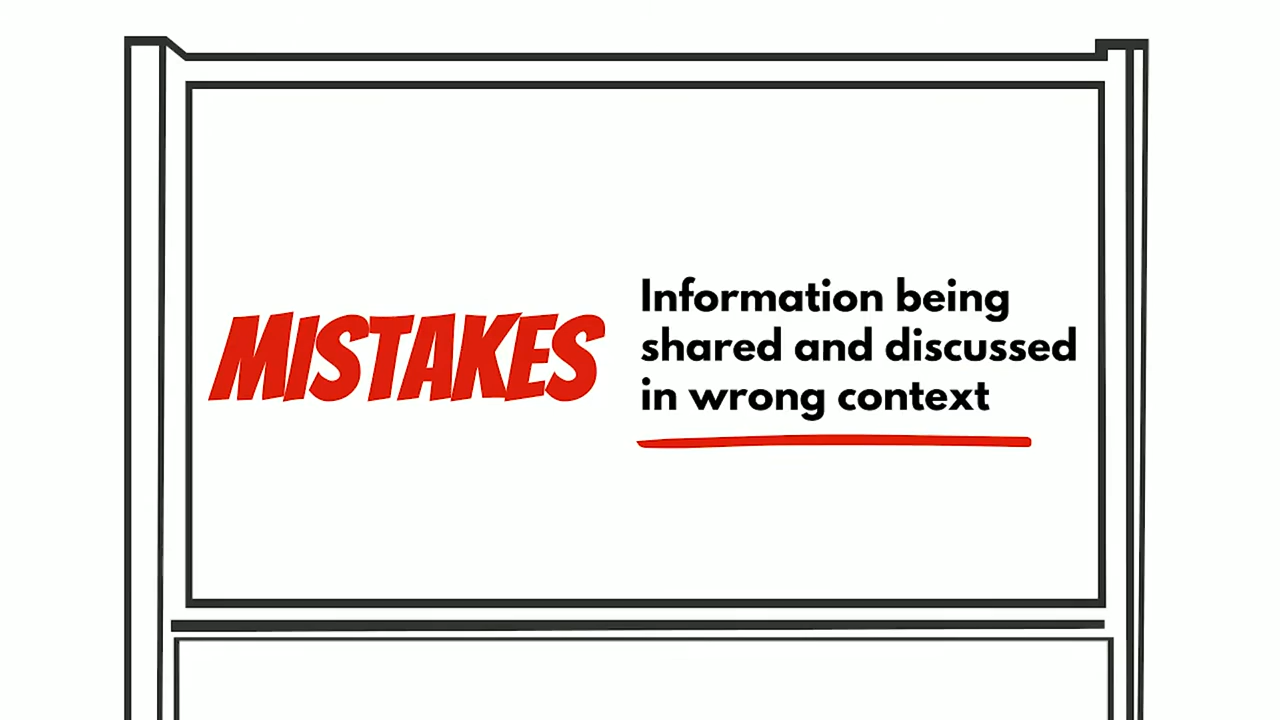 MISTAKES
Information being
shared and discussed
in wrong context